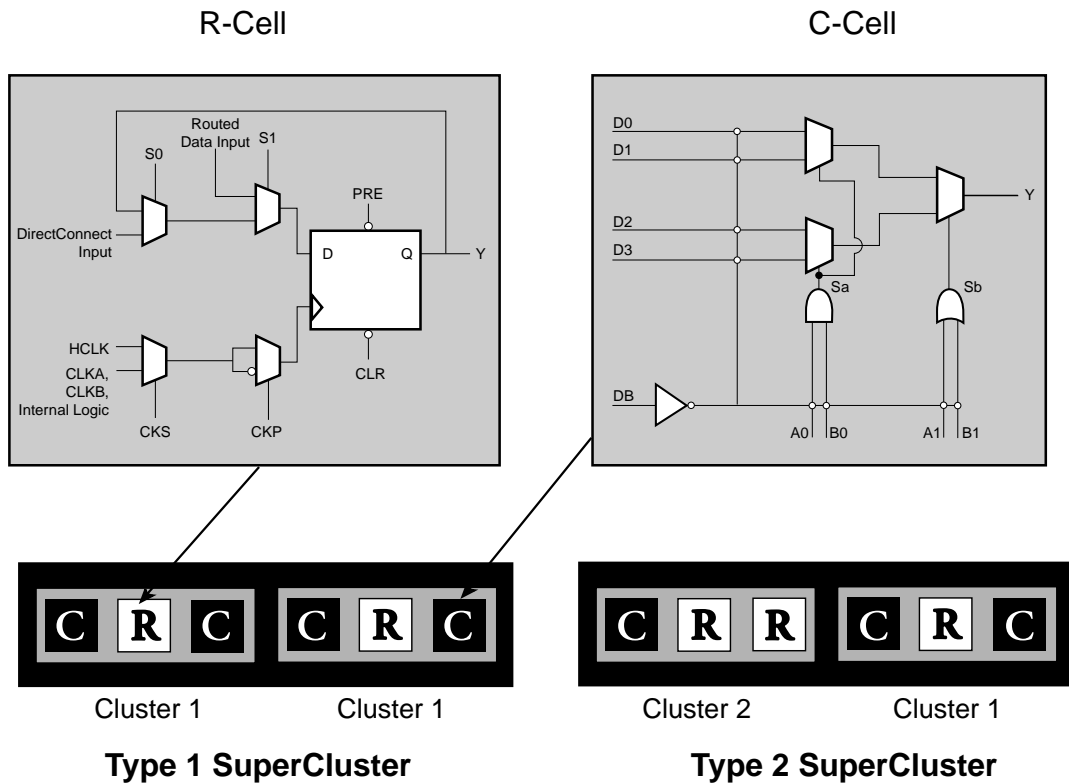 R-Cell
C-Cell
Routed
Data Input
S1
S0
PRE
DirectConnect
Input
D
Q
Y
HCLK
CLKA,
CLKB,
Internal Logic
CLR
CKS
CKP
D0
D1
D2
D3
Sa
Sb
Y
DB
A0
B0
A1
B1
C R C
C R C
C R R
C R C
Cluster 1
Cluster 1
Cluster 2
Cluster 1
Type 1 SuperCluster
Type 2 SuperCluster